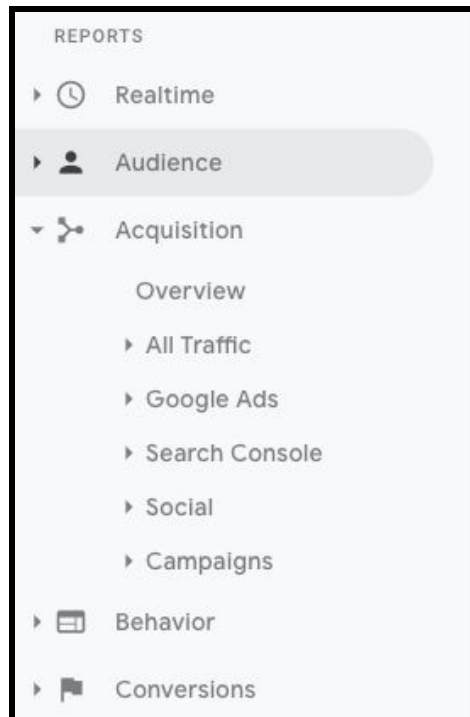 REPORTS
Realtime
Audience
Acquisition
Overview
All Traffic
Google Ads
Search Console
Social
Campaigns
Behavior
Conversions